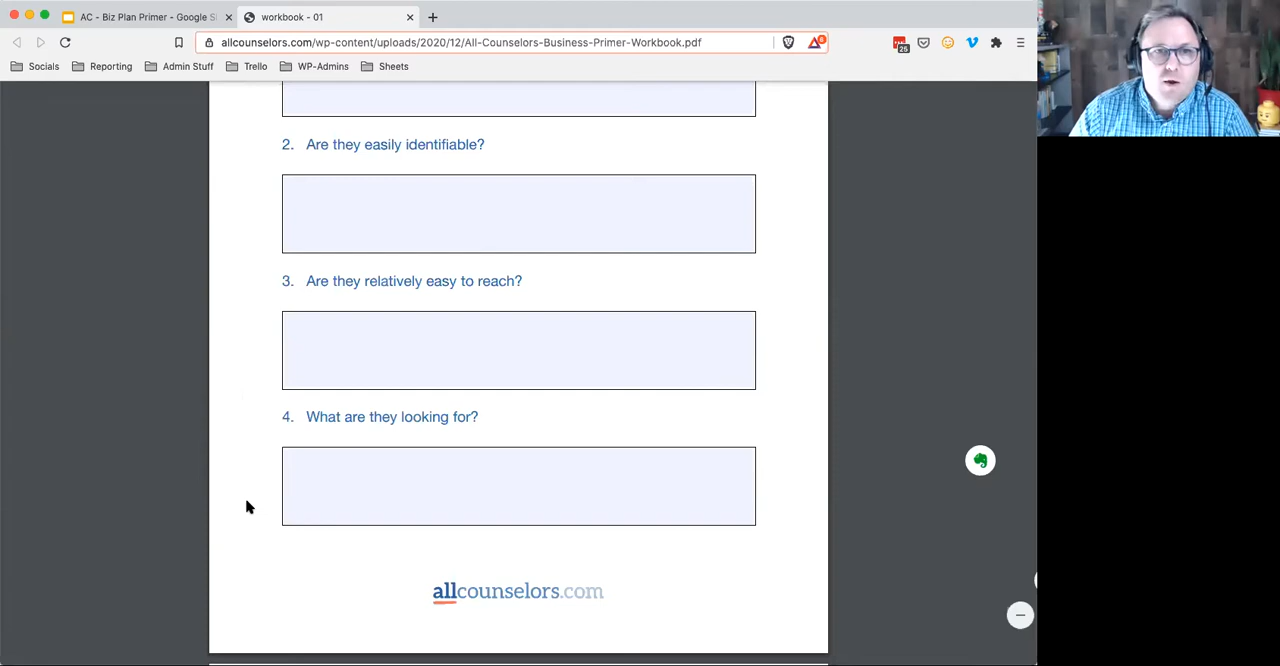 AC - Biz Plan Primer - Google Sl
workbook - 01
allcounselors.com/wp-content/uploads/2020/12/All-Counselors-Business-Primer-Workbook.pdf
8
25
Socials
Reporting
Admin Stuff
Trello
WP-Admins
Sheets
2. Are they easily identifiable?
3. Are they relatively easy to reach?
4. What are they looking for?
allcounselors.com